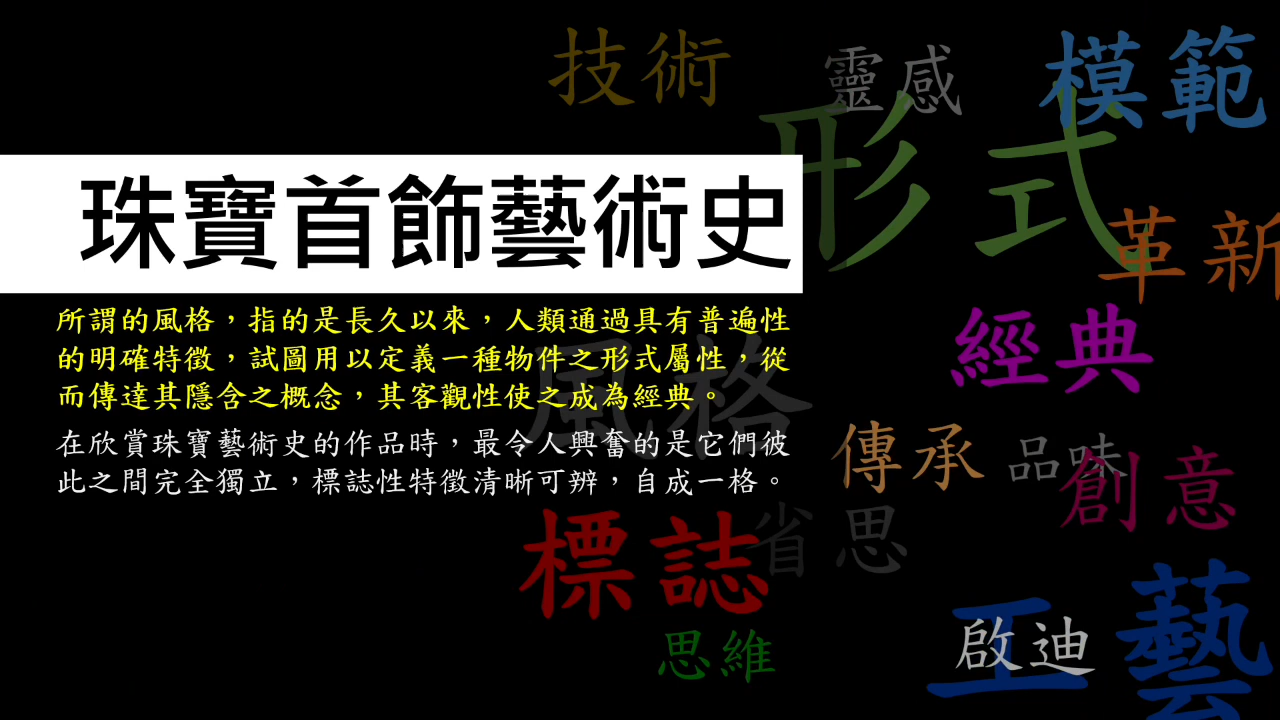 技術
靈感
模範
形式
珠寶首飾藝術史
革新
所謂的風格，指的是長久以來，人類通過具有普遍性
的明確特徵，試圖用以定義一種物件之形式屬性，從
而傳達其隱含之概念，其客觀性使之成為經典。
經典
風格
在欣賞珠寶藝術史的作品時，最令人興奮的是它們彼
此之間完全獨立，標誌性特徵清晰可辨，自成一格。
傳承
品味
創意
標誌
省思
思維
啟迪
工藝